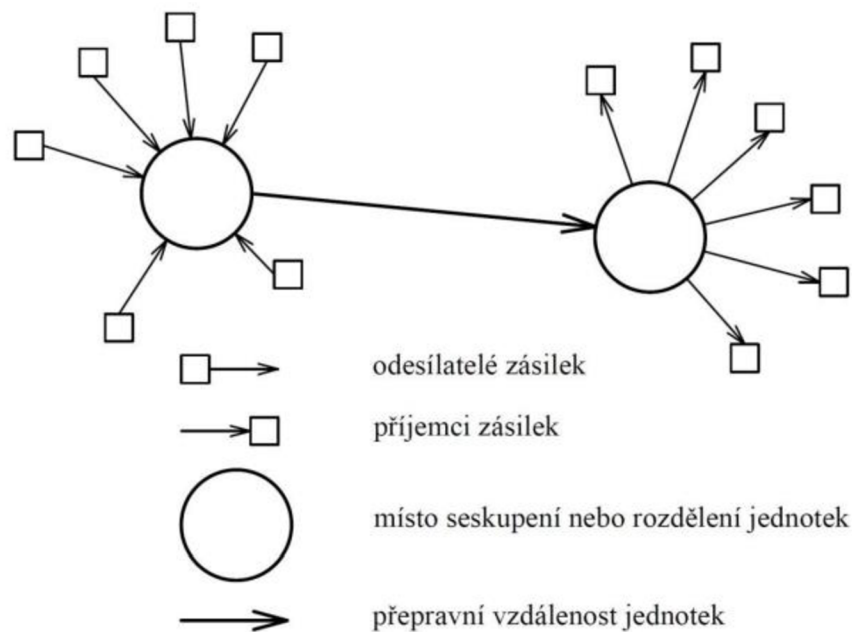 odesílatelé zásilek
příjemci zásilek
místo seskupení nebo rozdělení jednotek
přepravní vzdálenost jednotek